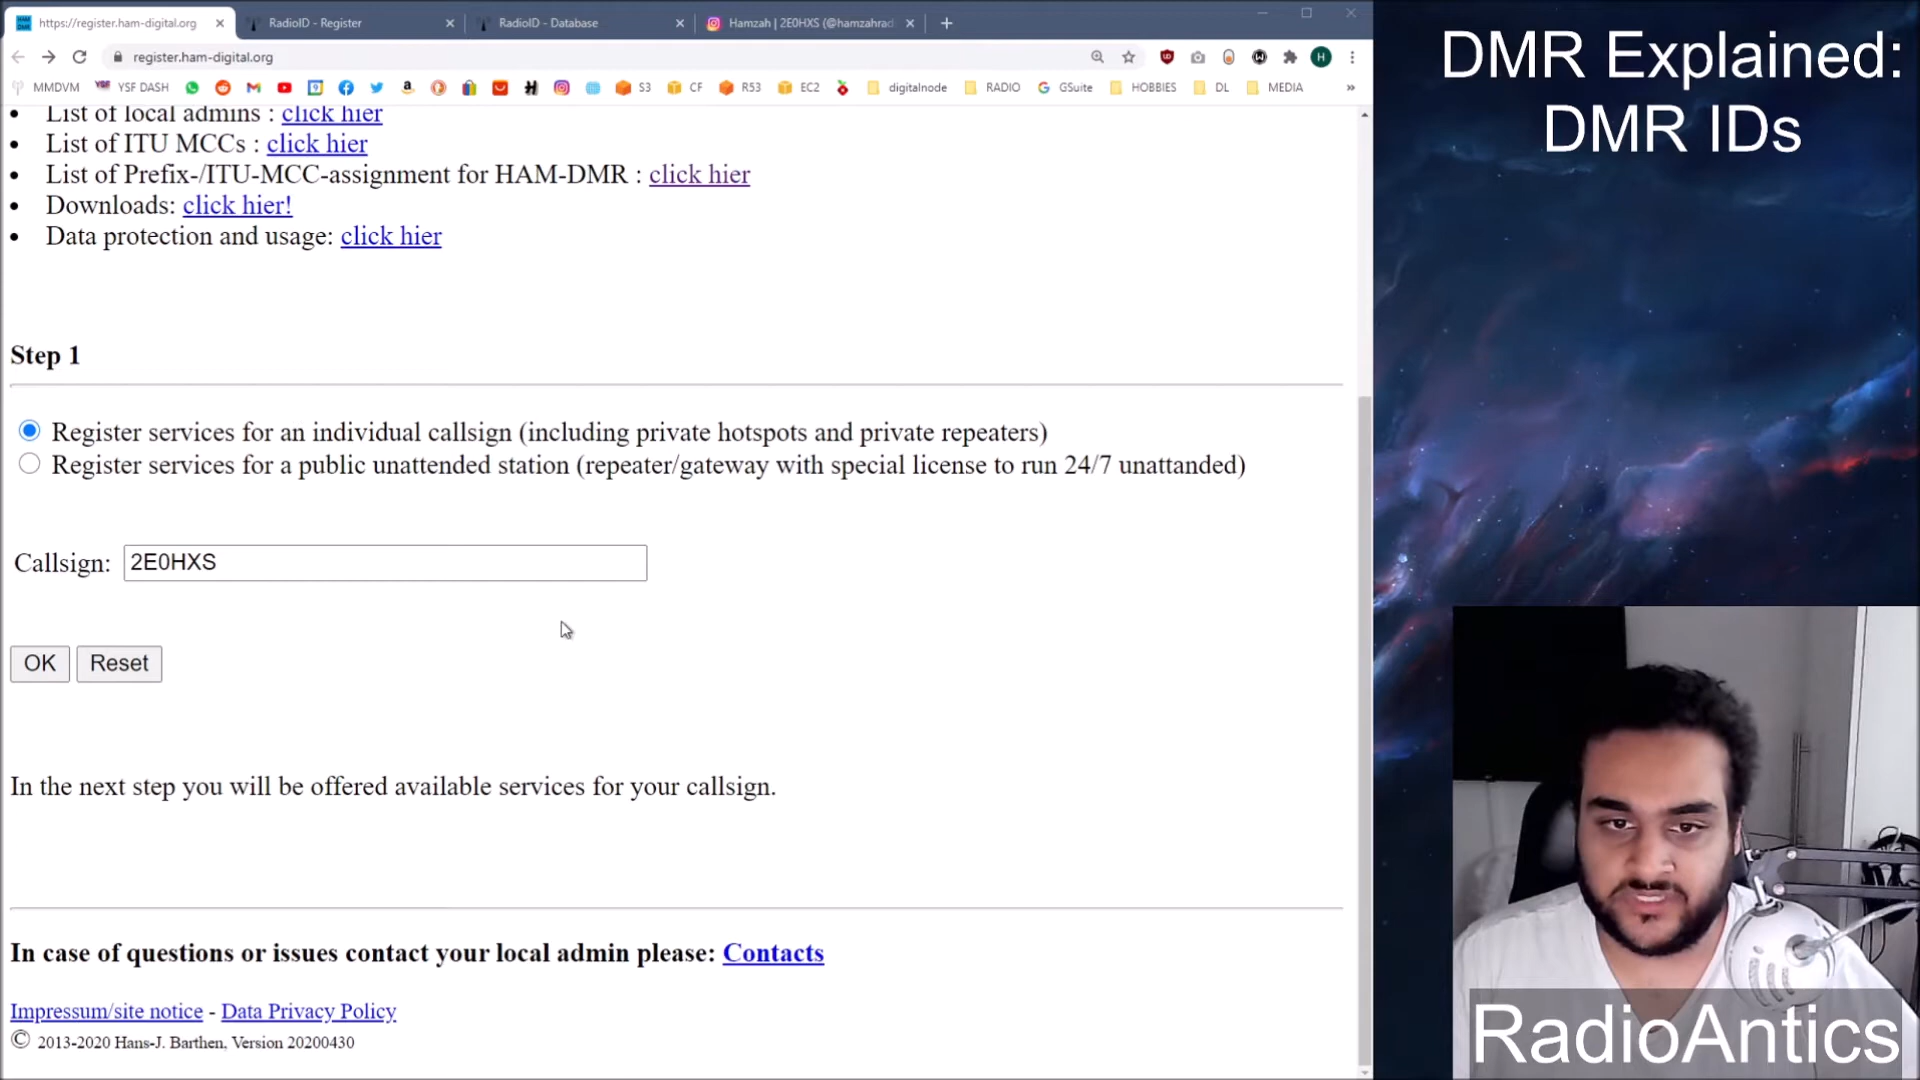 https://register.ham-digital.org
RadioID - Register
RadioID - Database
Hamzah | 2E0HXS (@hamzahrad
register.ham-digital.org
H
MMDVM
YSF DASH
S3
CF
R53
EC2
digitalnode
RADIO
GSuite
HOBBIES
DL
MEDIA
»
DMR Explained:
DMR IDs
List of local admins : click hier
List of ITU MCCs : click hier
List of Prefix-/ITU-MCC-assignment for HAM-DMR : click hier
Downloads: click hier!
Data protection and usage: click hier
Step 1
Register services for an individual callsign (including private hotspots and private repeaters)
Register services for a public unattended station (repeater/gateway with special license to run 24/7 unattanded)
Callsign: 2E0HXS
OK Reset
In the next step you will be offered available services for your callsign.
In case of questions or issues contact your local admin please: Contacts
Impressum/site notice - Data Privacy Policy
© 2013-2020 Hans-J. Barthen, Version 20200430
RadioAntics